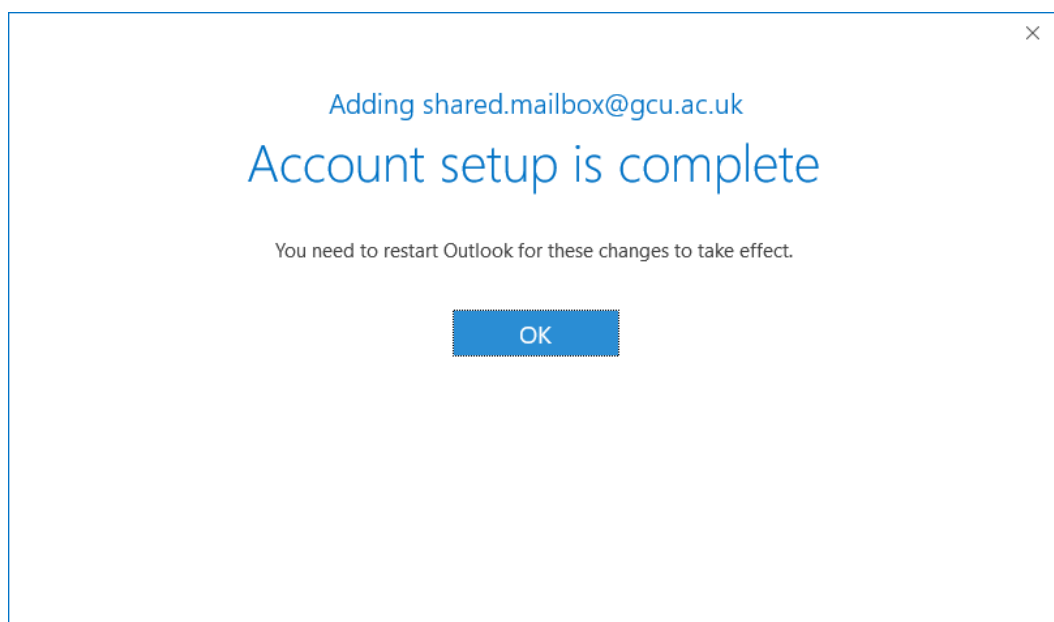 Adding shared.mailbox@gcu.ac.uk
Account setup is complete
You need to restart Outlook for these changes to take effect.
OK